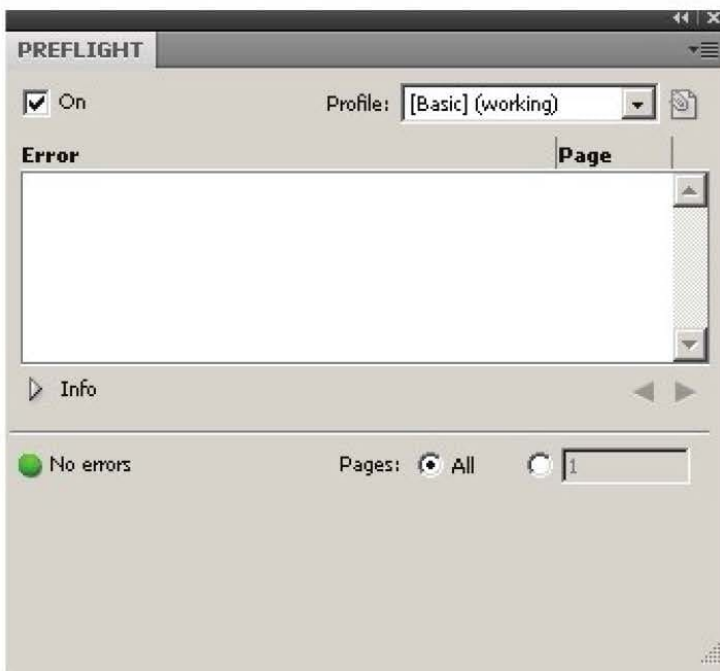 PREFLIGHT
On Profile: [Basic] (working)
Error Page
Info
No errors Pages: All 1